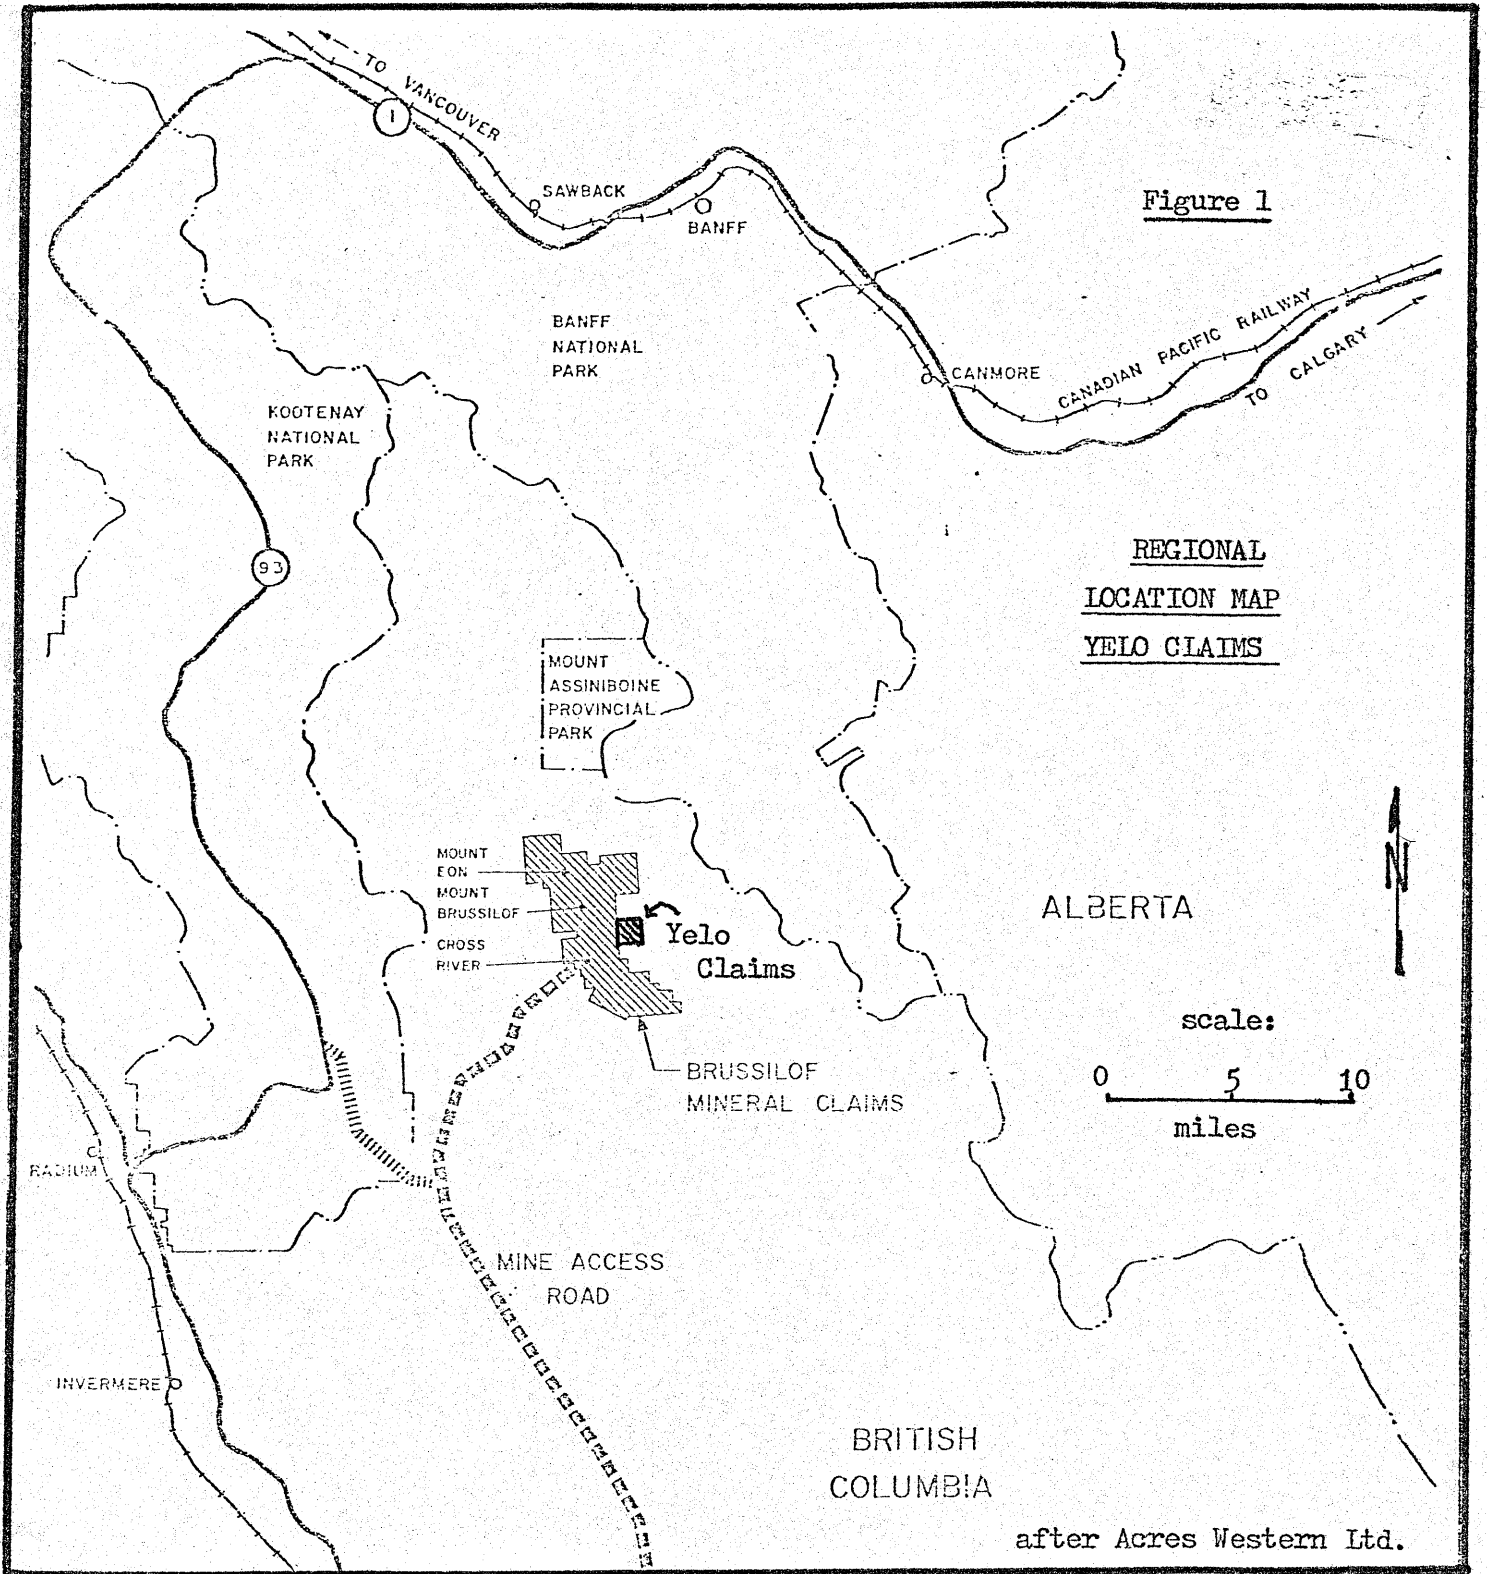 TO VANCOUVER
1
SAWBACK
BANFF
Figure 1
BANFF
NATIONAL
PARK
CANMORE
CANADIAN PACIFIC RAILWAY
TO CALGARY
KOOTENAY
NATIONAL
PARK
93
REGIONAL
LOCATION MAP
YELO CLAIMS
MOUNT
ASSINIBOINE
PROVINCIAL
PARK
MOUNT
EON
MOUNT
BRUSSILOF
CROSS
RIVER
Yelo
Claims
N
ALBERTA
scale:
0 5 10
miles
BRUSSILOF
MINERAL CLAIMS
RADIUM
MINE ACCESS
ROAD
INVERMERE
BRITISH
COLUMBIA
after Acres Western Ltd.